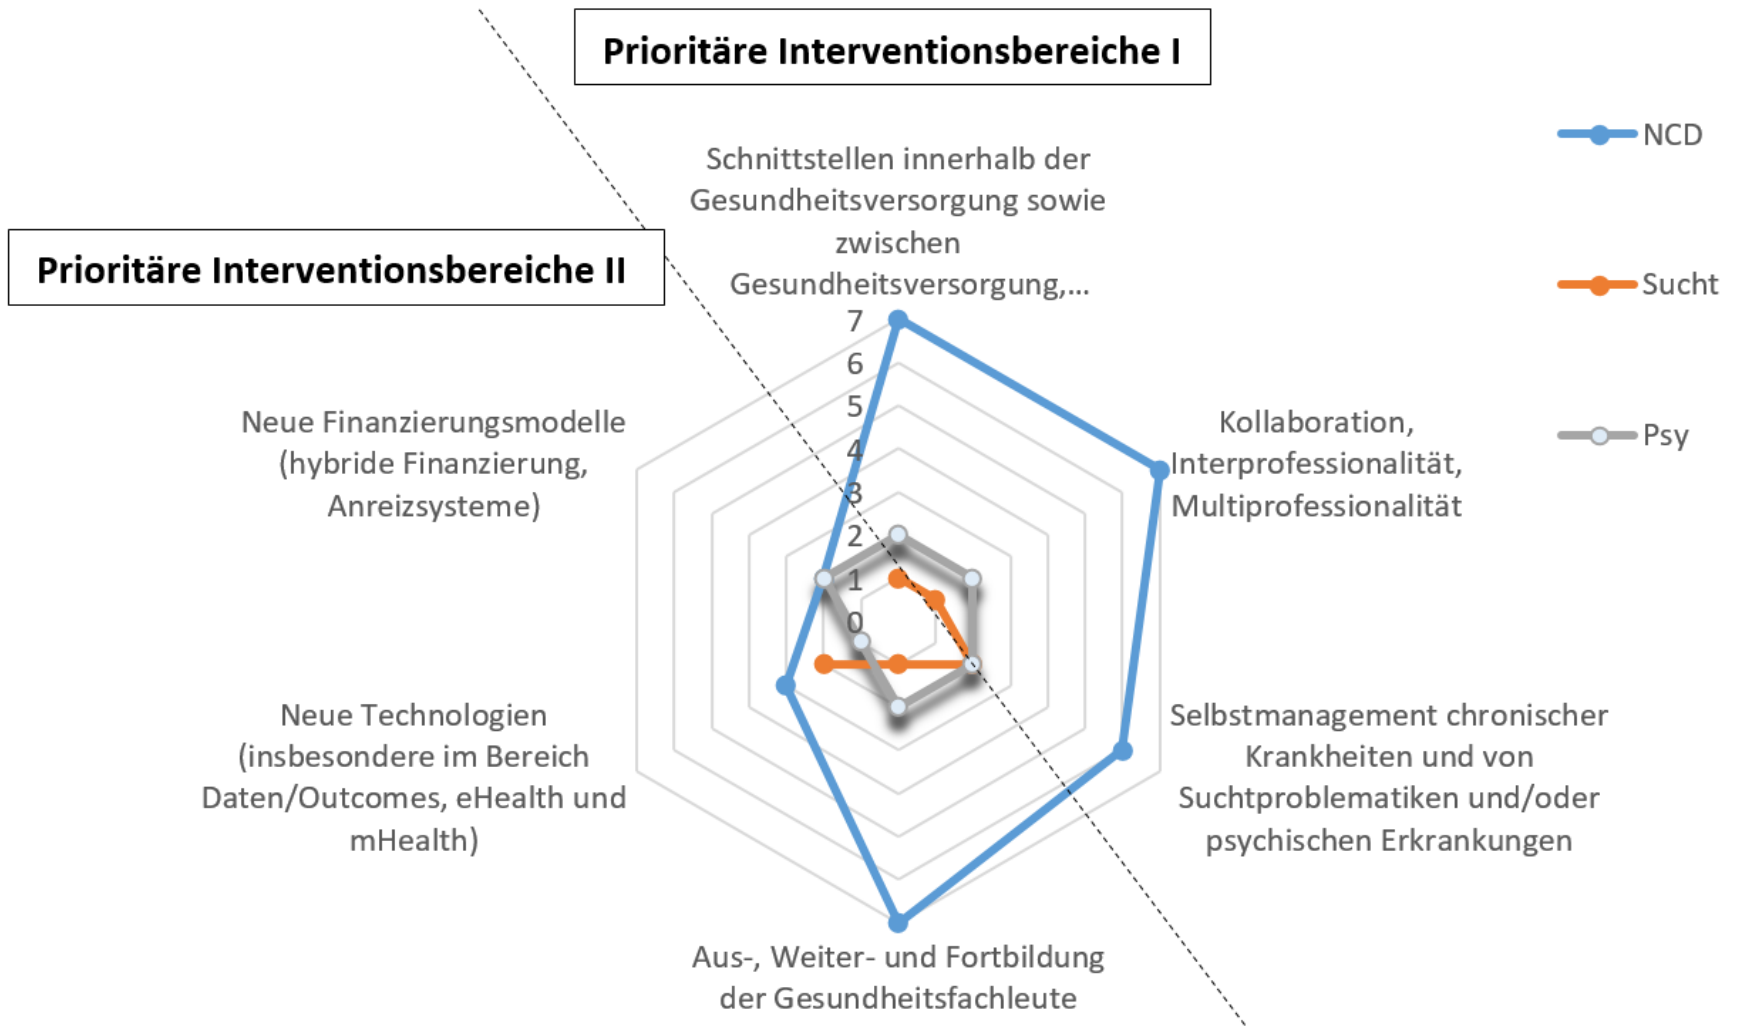 Prioritäre Interventionsbereiche I
NCD
Schnittstellen innerhalb der
Gesundheitsversorgung sowie
zwischen
Gesundheitsversorgung,...
Prioritäre Interventionsbereiche II
Sucht
7
6
5
4
3
2
1
0
Neue Finanzierungsmodelle
(hybride Finanzierung,
Anreizsysteme)
Kollaboration,
Interprofessionalität,
Multiprofessionalität
Psy
Neue Technologien
(insbesondere im Bereich
Daten/Outcomes, eHealth und
mHealth)
Selbstmanagement chronischer
Krankheiten und von
Suchtproblematiken und/oder
psychischen Erkrankungen
Aus-, Weiter- und Fortbildung
der Gesundheitsfachleute